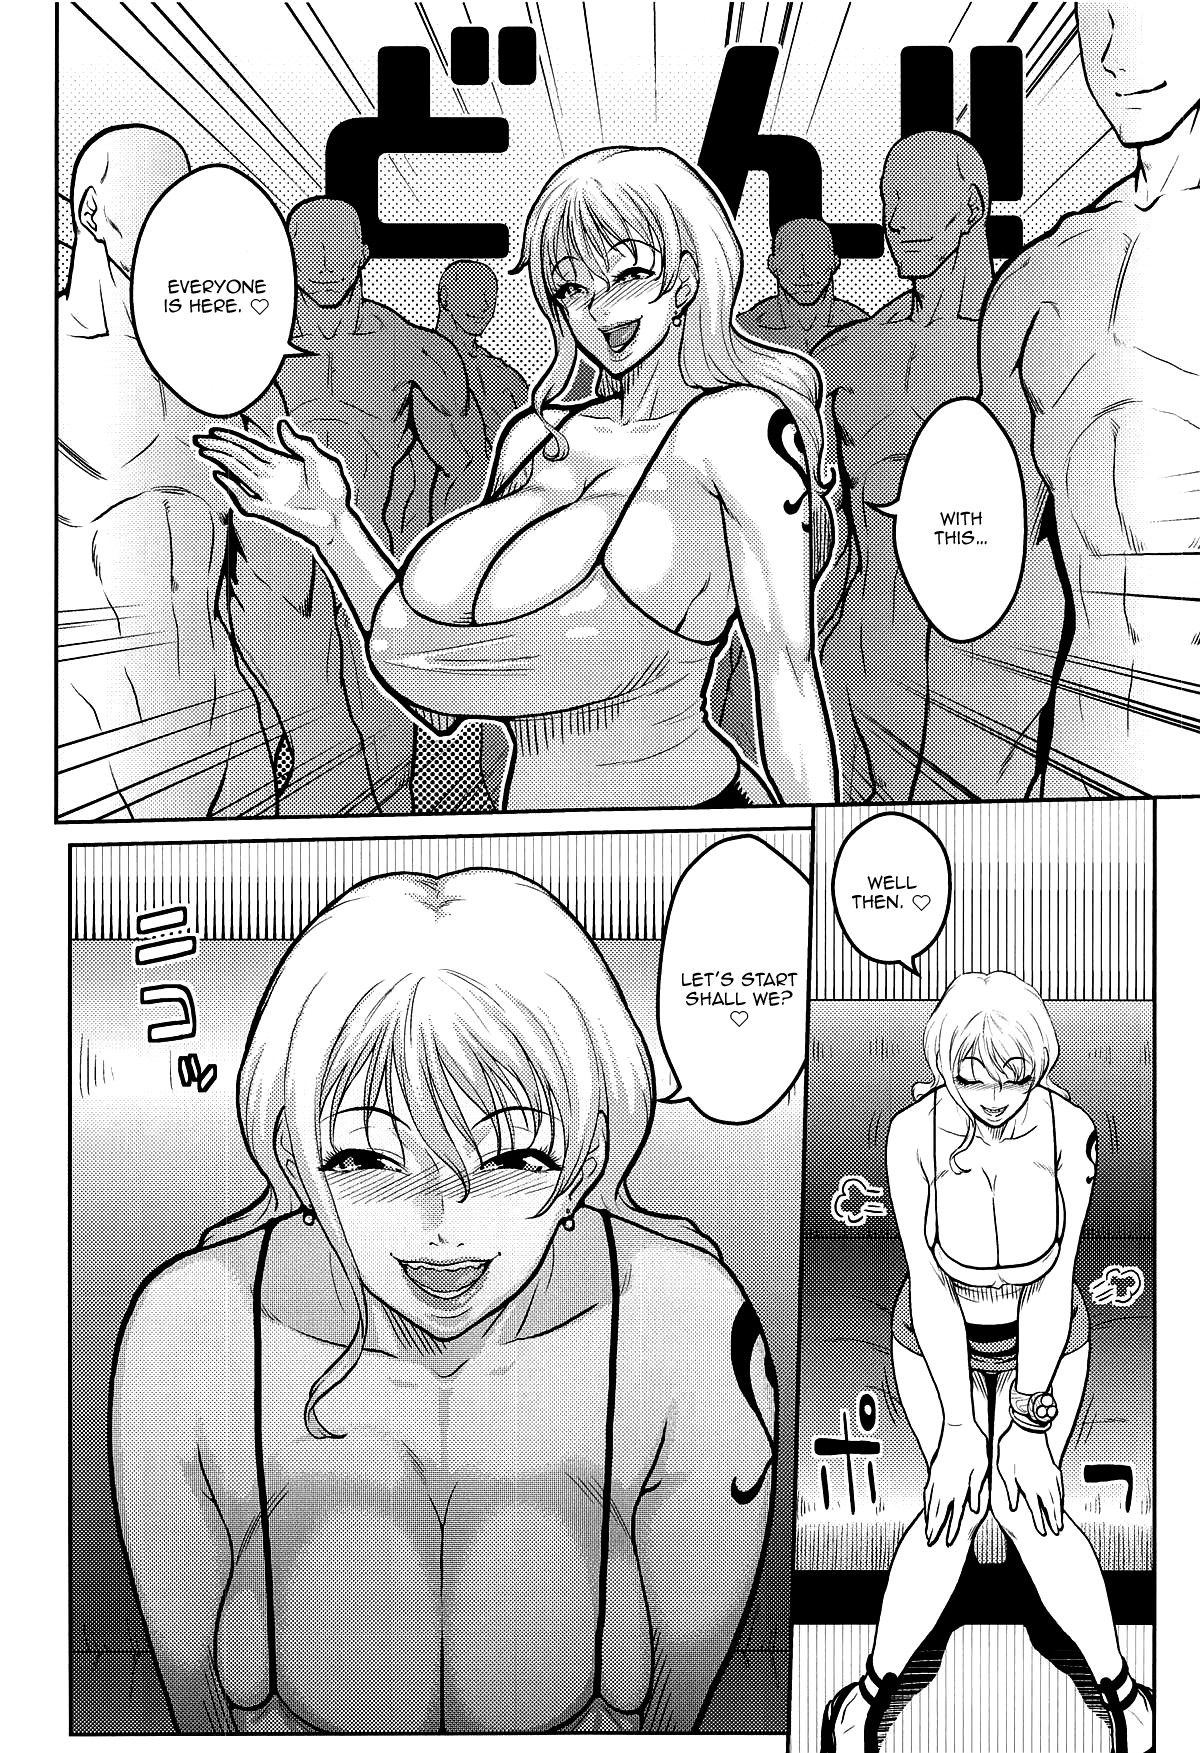 どん!!
WITH
THIS...
EVERYONE
IS HERE. ♡
WELL
THEN. ♡
ポッ
LET'S START
SHALL WE?
♡
ニコッ